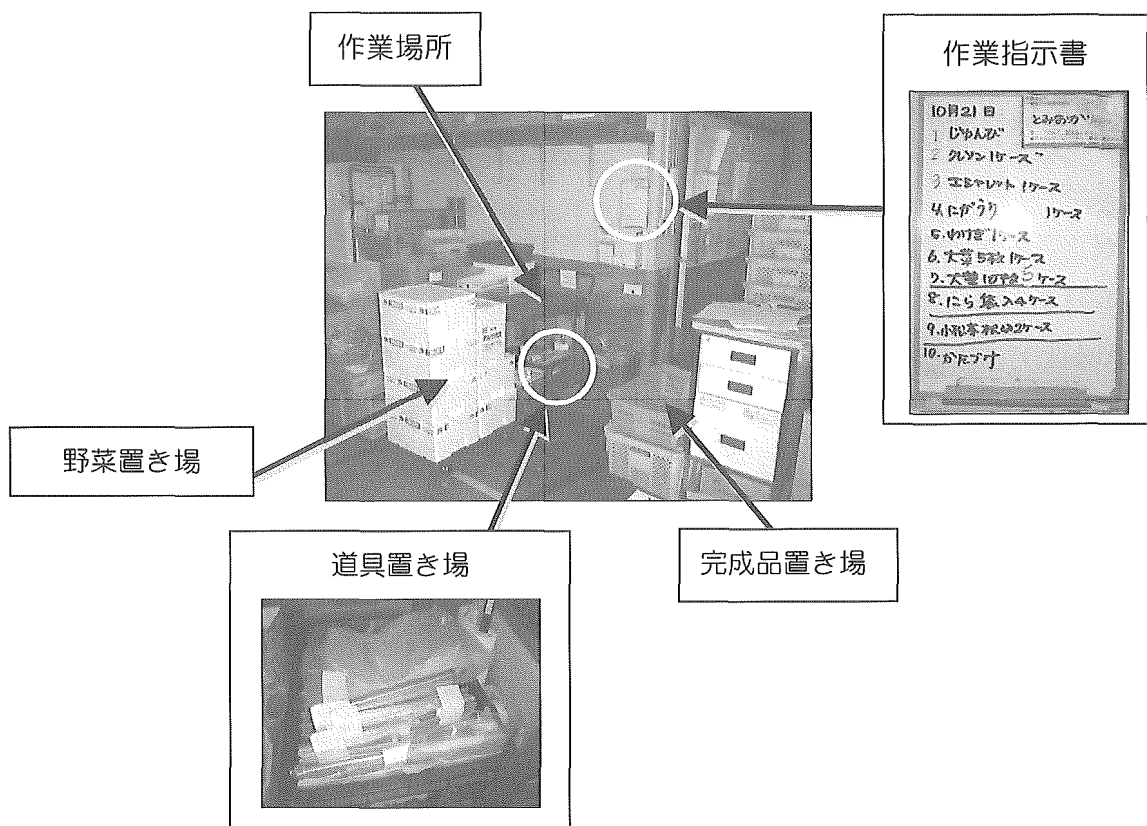 作業場所
作業指示書
10月21日
とみおか
1 じゅんび
2 クレソン1ケース
3 エシャレット 1ケース
4. にがうり 1ケース
5. わけぎ 1ケース
6. 大葉5枚1ケース
7. 大葉10枚 5ケース
8. にら 袋入4ケース
9. 小松菜 2ケース
10. かたづけ
野菜置き場
道具置き場
完成品置き場